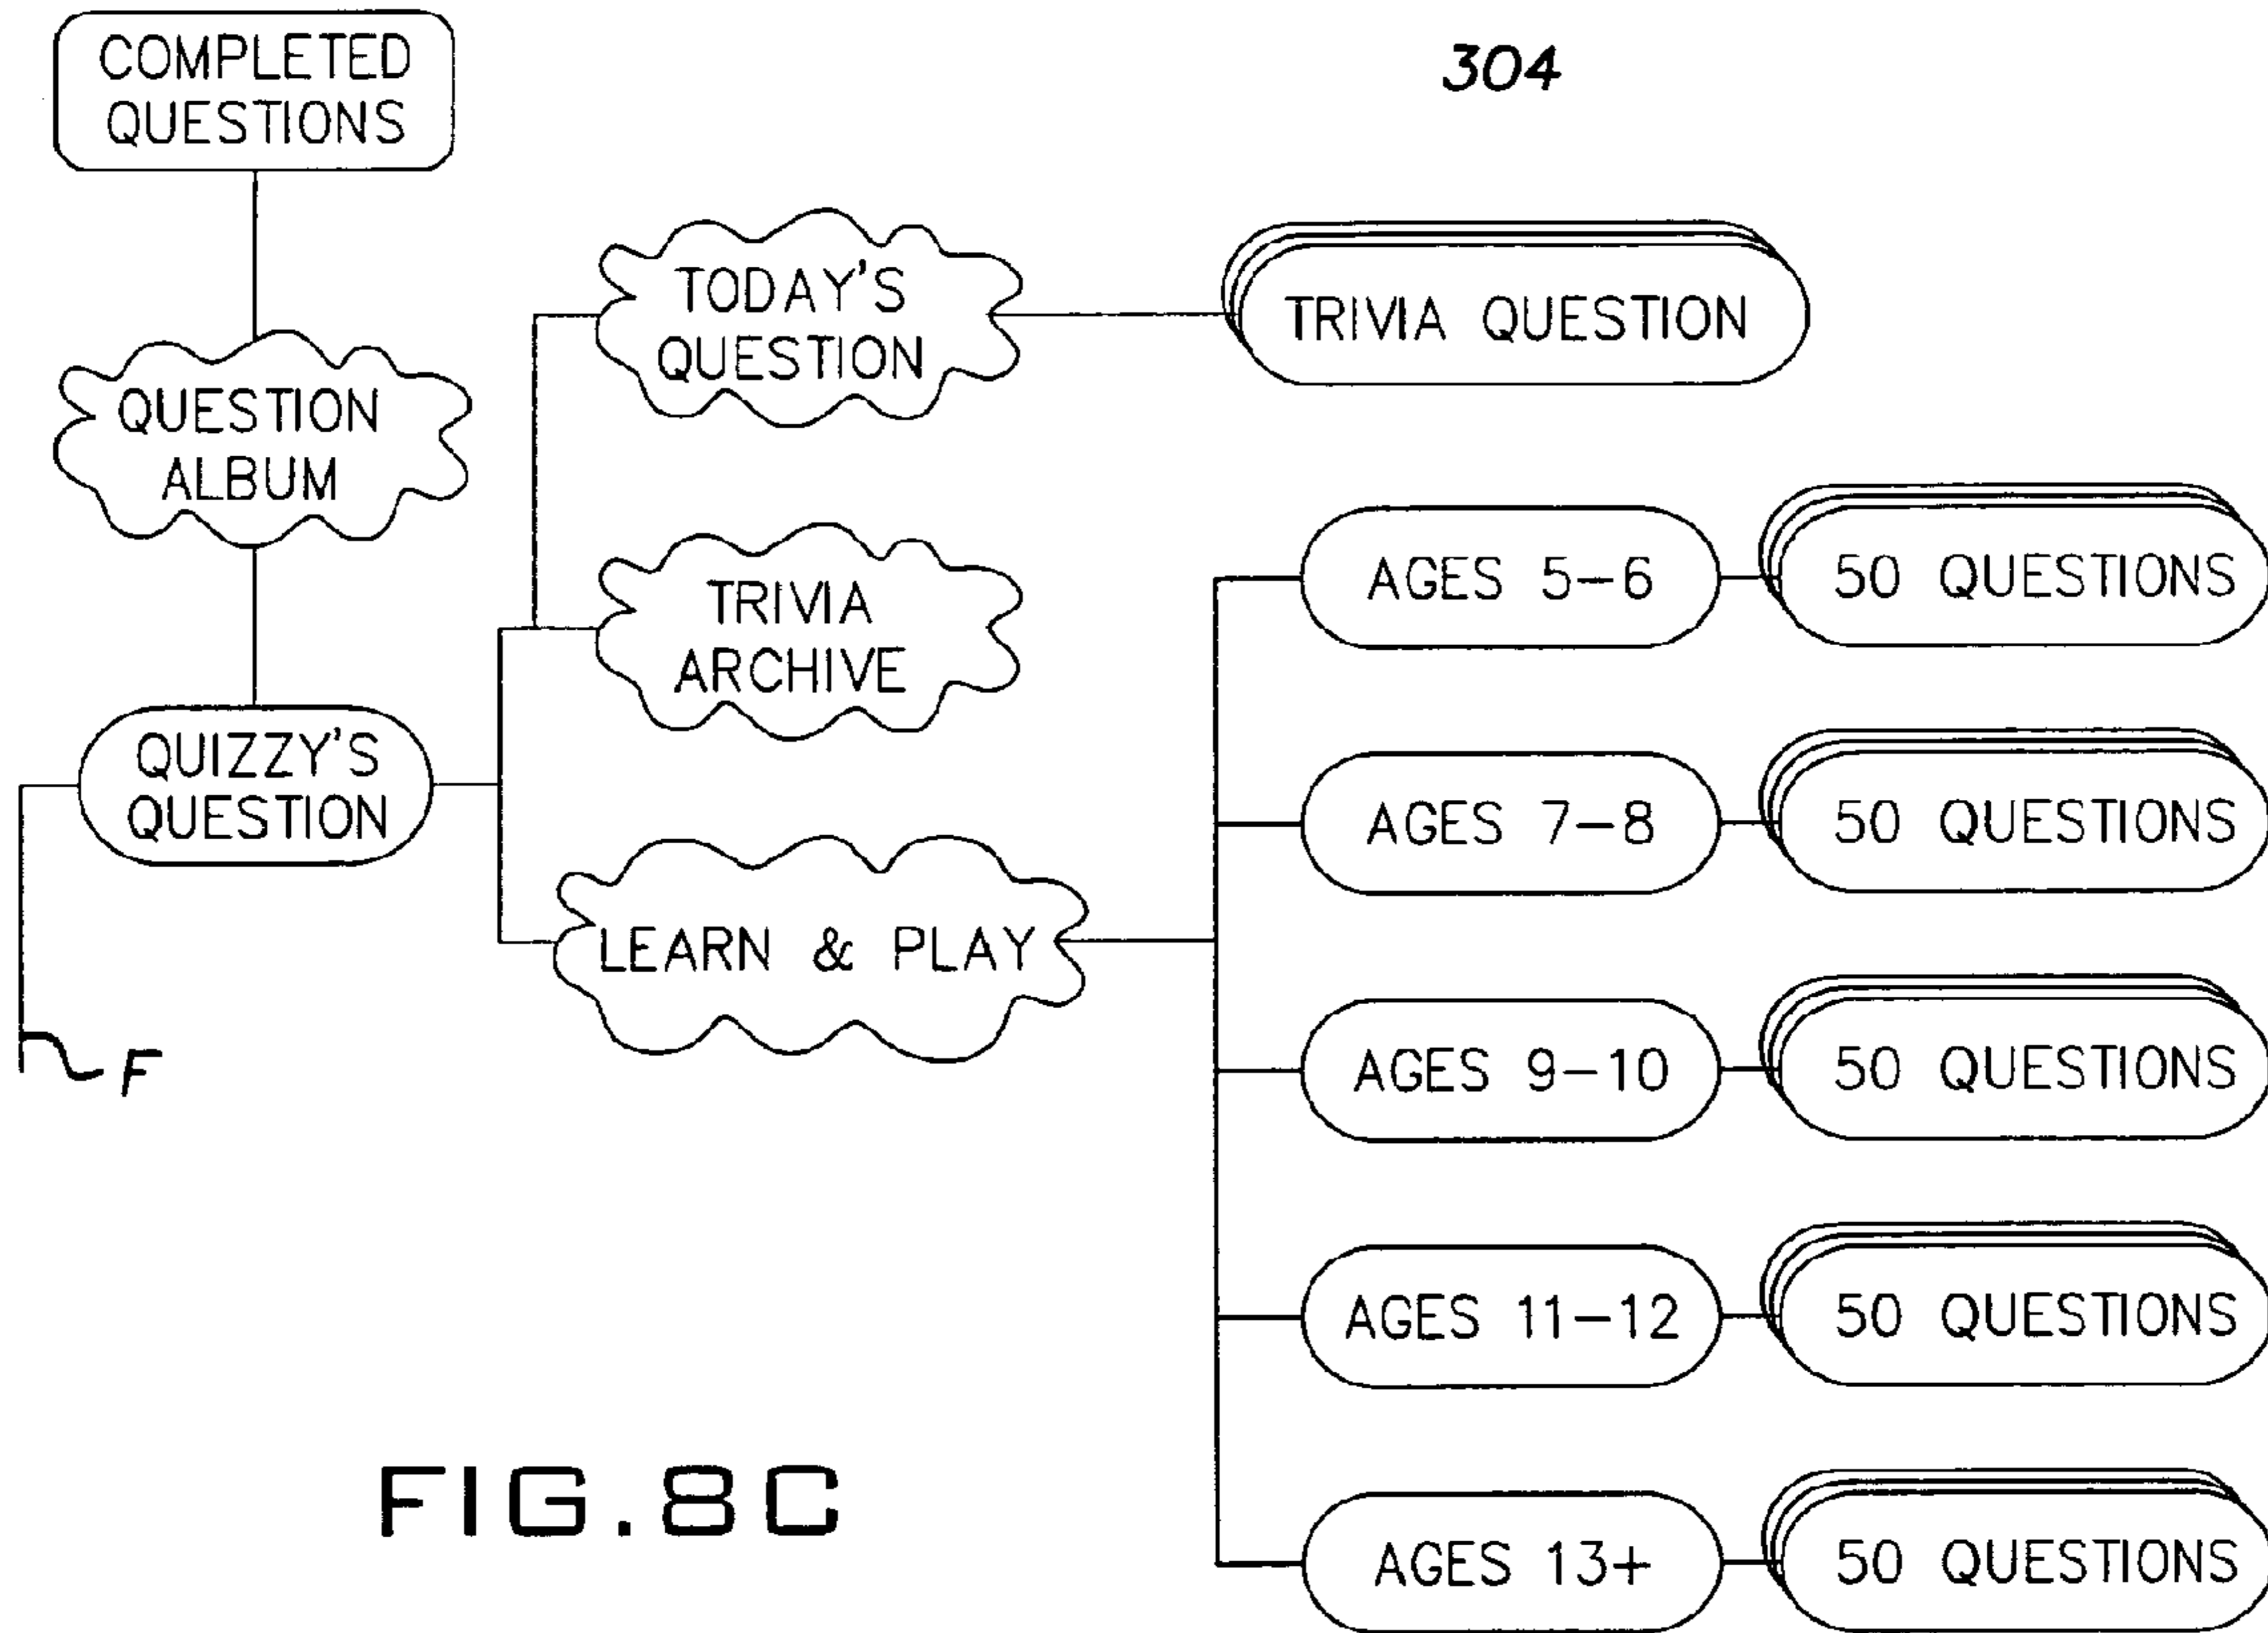 COMPLETED
QUESTIONS
304
TODAY'S
QUESTION
TRIVIA QUESTION
QUESTION
ALBUM
TRIVIA
ARCHIVE
QUIZZY'S
QUESTION
LEARN & PLAY
AGES 5-6
50 QUESTIONS
AGES 7-8
50 QUESTIONS
AGES 9-10
50 QUESTIONS
AGES 11-12
50 QUESTIONS
AGES 13+
50 QUESTIONS
F
FIG.8C